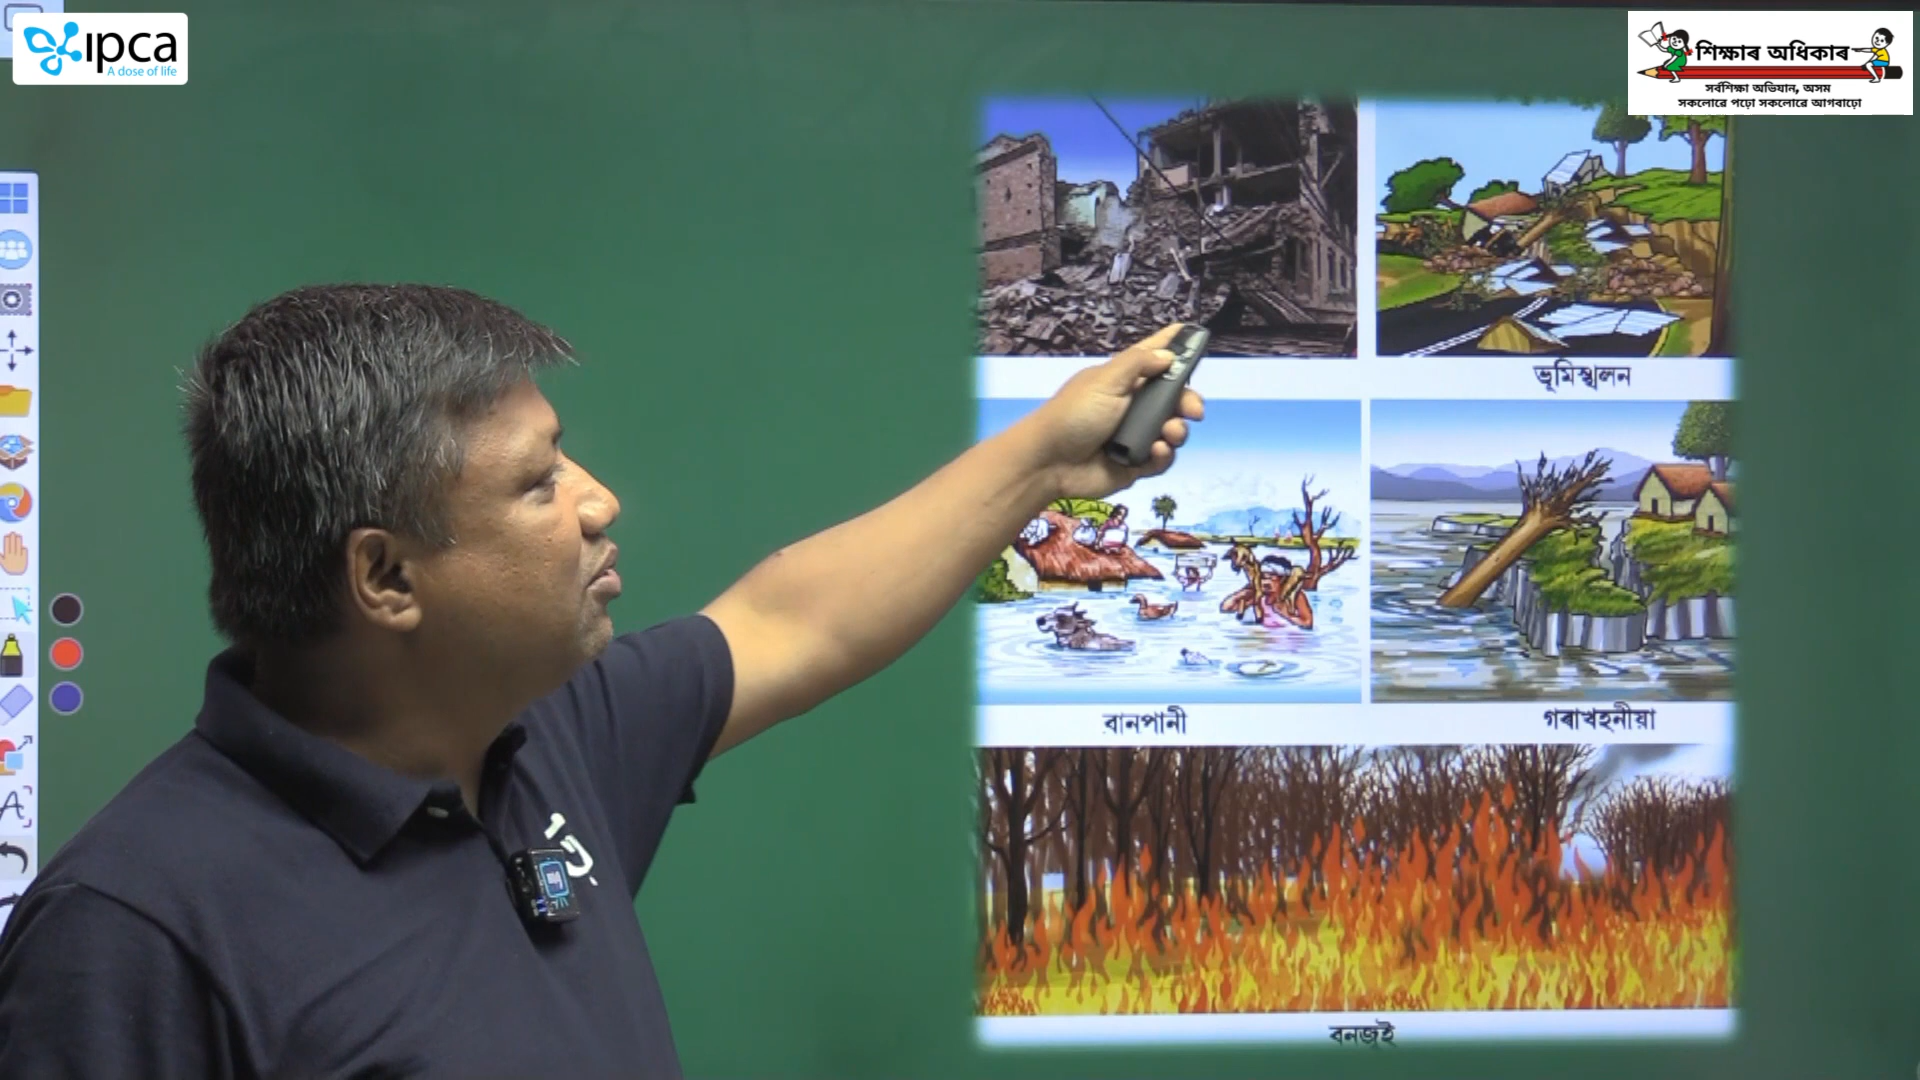 ipca
A dose of life
শিক্ষাৰ অধিকাৰ
সৰ্বশিক্ষা অভিযান, অসম
সকলোৱে পঢ়ো সকলোৱে আগবাঢ়ো
ভূমিস্খলন
বানপানী
গৰাখহনীয়া
বনজুই